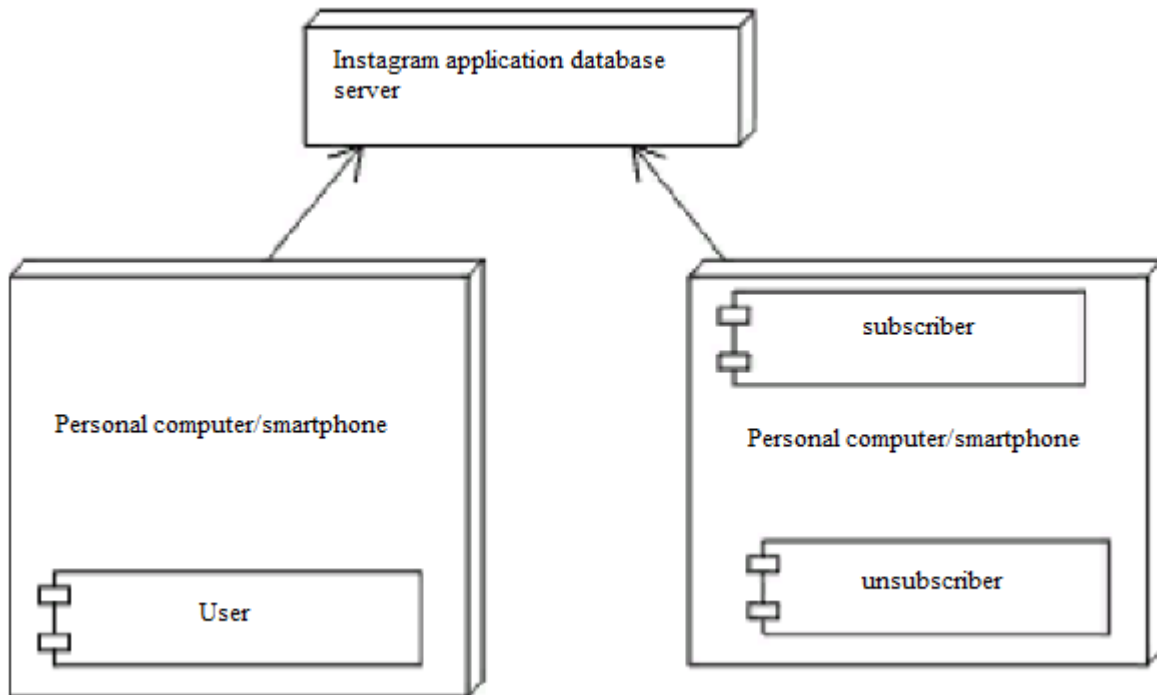 Instagram application database
server
subscriber
Personal computer/smartphone
Personal computer/smartphone
unsubscriber
User